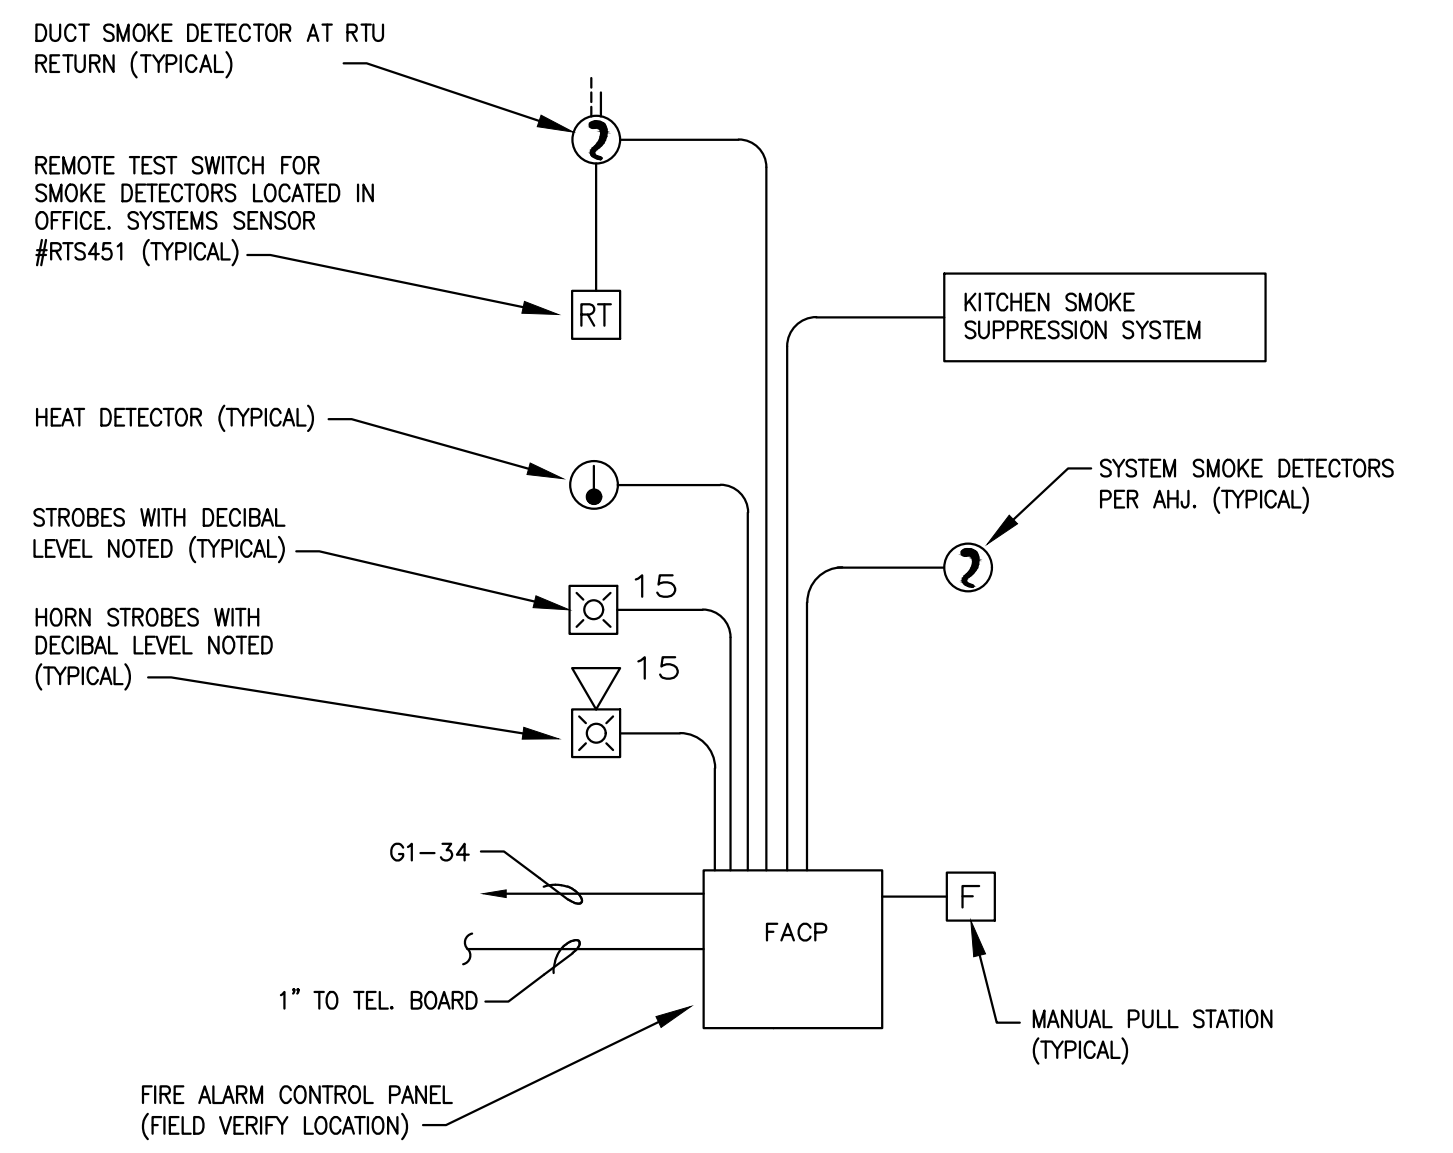 DUCT SMOKE DETECTOR AT RTU
RETURN (TYPICAL)
REMOTE TEST SWITCH FOR
SMOKE DETECTORS LOCATED IN
OFFICE. SYSTEMS SENSOR
#RTS451 (TYPICAL)
RT
KITCHEN SMOKE
SUPPRESSION SYSTEM
HEAT DETECTOR (TYPICAL)
SYSTEM SMOKE DETECTORS
PER AHJ. (TYPICAL)
STROBES WITH DECIBAL
LEVEL NOTED (TYPICAL)
15
HORN STROBES WITH
DECIBAL LEVEL NOTED
(TYPICAL)
15
G1-34
FACP
F
1" TO TEL. BOARD
MANUAL PULL STATION
(TYPICAL)
FIRE ALARM CONTROL PANEL
(FIELD VERIFY LOCATION)